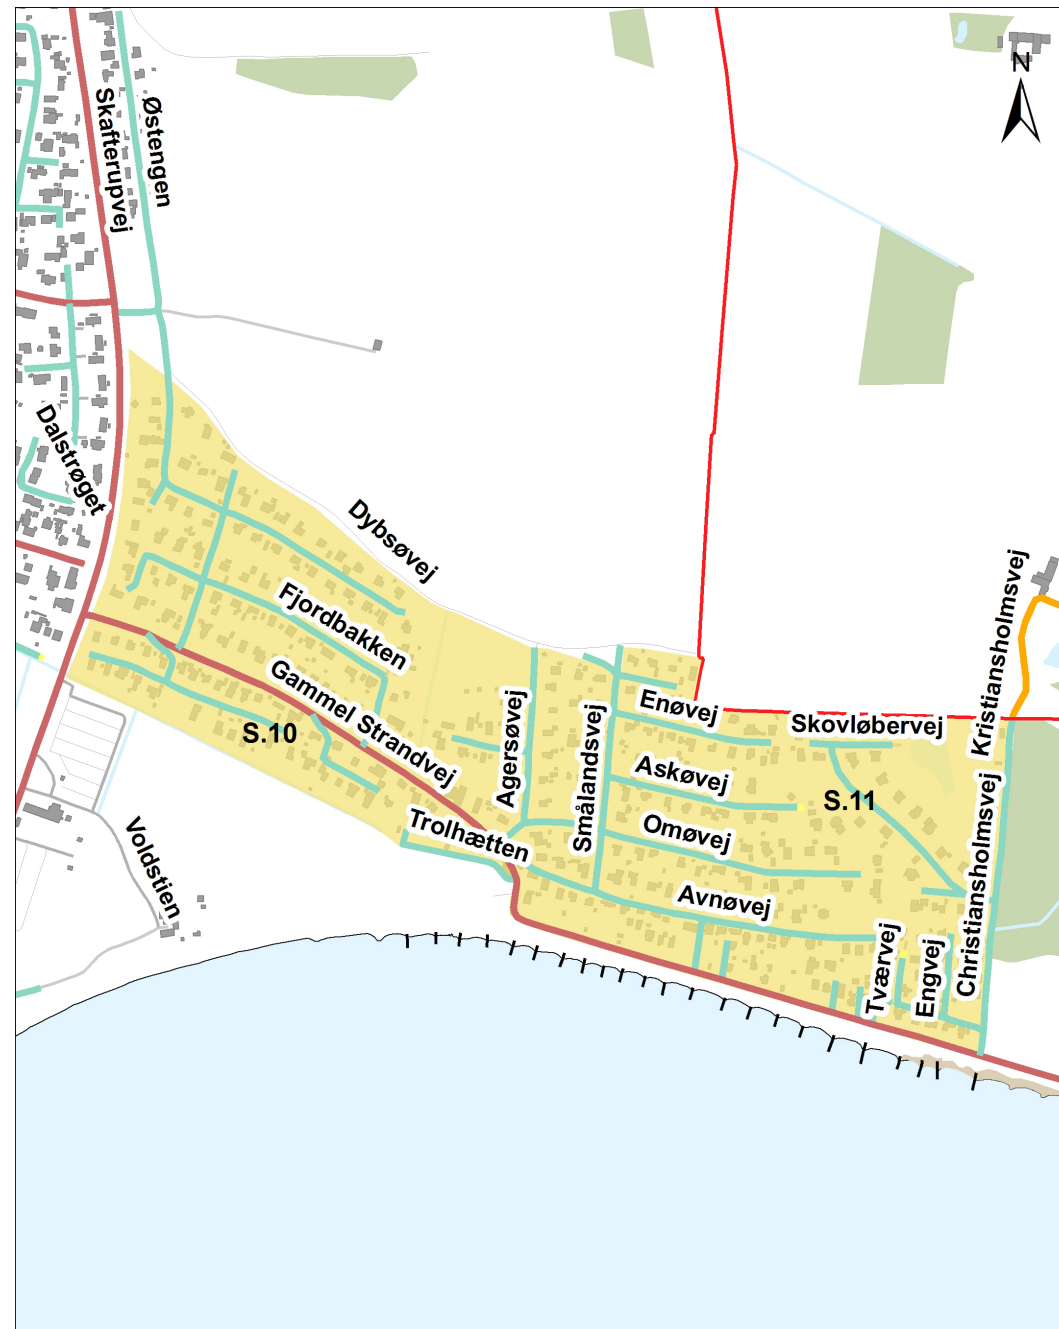 N
Skafterupvej
Østengen
Dalstrøget
Dybsøvej
Fjordbakken
Gammel Strandvej
S.10
Agersøvej
Smålandsvej
Enøvej
Skovløbervej
Kristiansholmsvej
Askøvej
S.11
Omøvej
Trolhætten
Avnøvej
Voldstien
Tværvej
Engvej
Christiansholmsvej